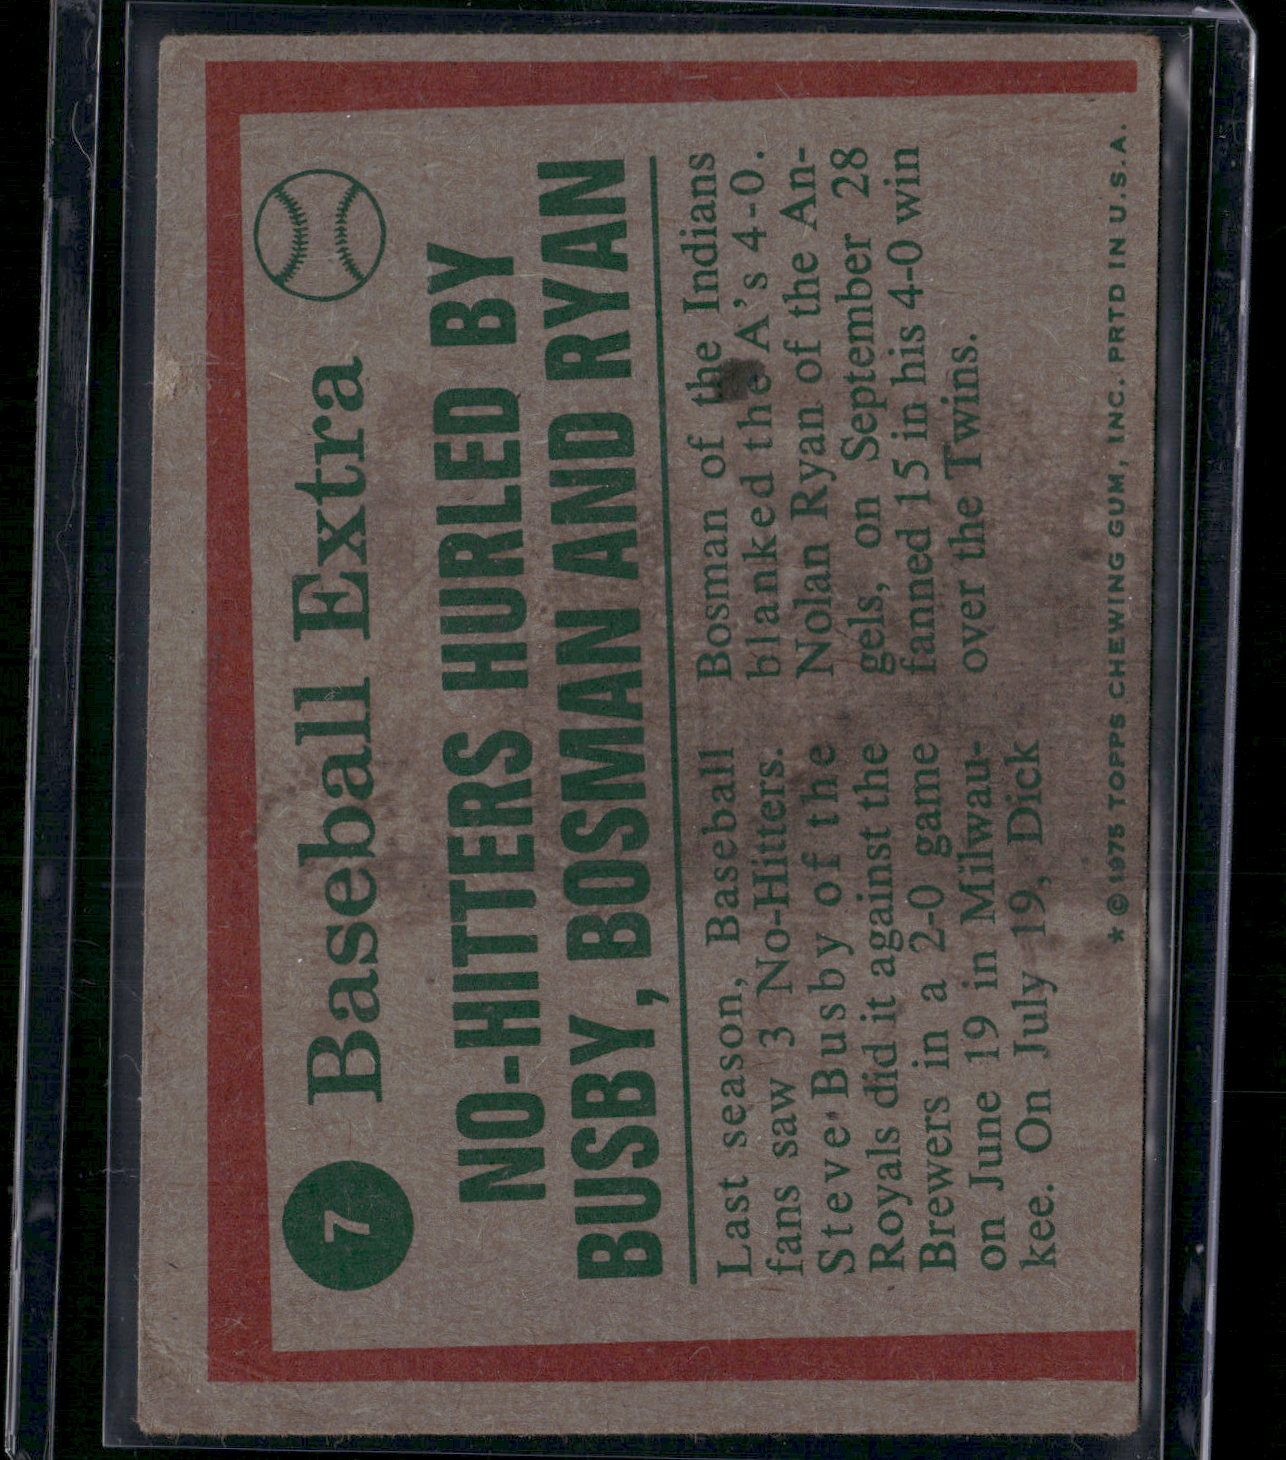 7
Baseball Extra
NO-HITTERS HURLED BY
BUSBY, BOSMAN AND RYAN
Last season, Baseball
fans saw 3 No-Hitters.
Steve Busby of the
Royals did it against the
Brewers in a 2-0 game
on June 19 in Milwau-
kee. On July 19, Dick
Bosman of the Indians
blanked the A's 4-0.
Nolan Ryan of the An-
gels, on September 28
fanned 15 in his 4-0 win
over the Twins.
* © 1975 TOPPS CHEWING GUM, INC. PRTD IN U.S.A.